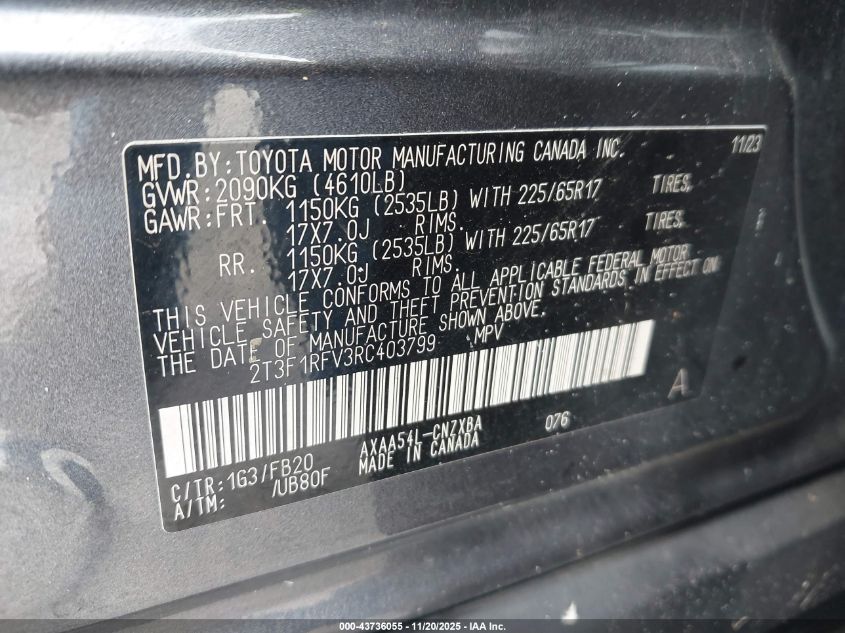 MFD.BY:TOYOTA MOTOR MANUFACTURING CANADA INC. 11/23
GVWR:2090KG (4610LB)
GAWR:FRT. 1150KG (2535LB) WITH 225/65R17 TIRES,
17X7.0J RIMS.
RR. 1150KG (2535LB) WITH 225/65R17 TIRES,
17X7.0J RIMS.
THIS VEHICLE CONFORMS TO ALL APPLICABLE FEDERAL MOTOR
VEHICLE SAFETY AND THEFT PREVENTION STANDARDS IN EFFECT ON
THE DATE OF MANUFACTURE SHOWN ABOVE.
2T3F1RFV3RC403799 MPV
A
AXAA54L-CNZXBA 076
MADE IN CANADA
C/TR:1G3/FB20
A/TM: /UB80F
000-43736055 - 11/20/2025 - IAA Inc.